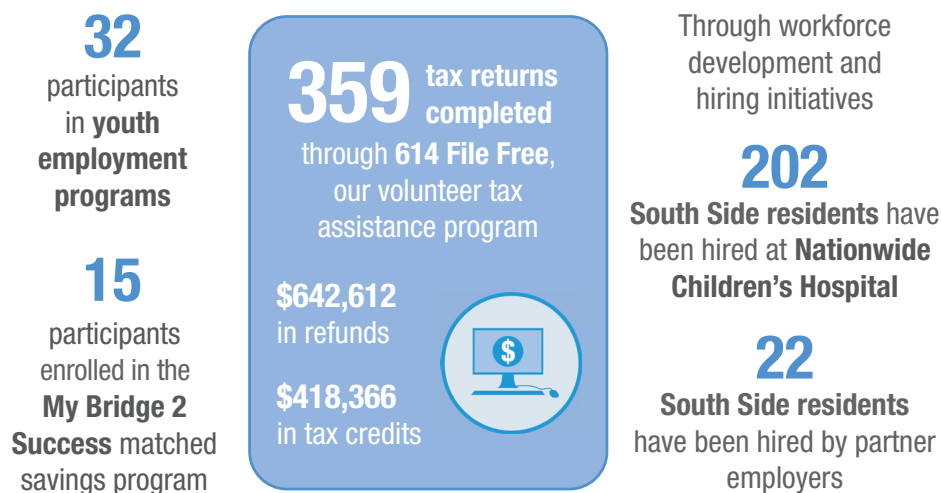 32
participants
in youth
employment
programs
15
participants
enrolled in the
My Bridge 2
Success matched
savings program
359 tax returns
completed
through 614 File Free,
our volunteer tax
assistance program
$642,612
in refunds
$418,366
in tax credits
$
Through workforce
development and
hiring initiatives
202
South Side residents have
been hired at Nationwide
Children’s Hospital
22
South Side residents
have been hired by partner
employers